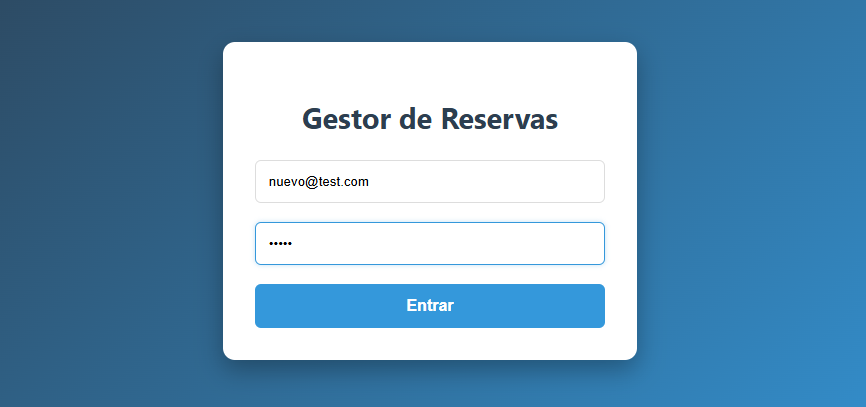 Gestor de Reservas
nuevo@test.com
•••••
Entrar